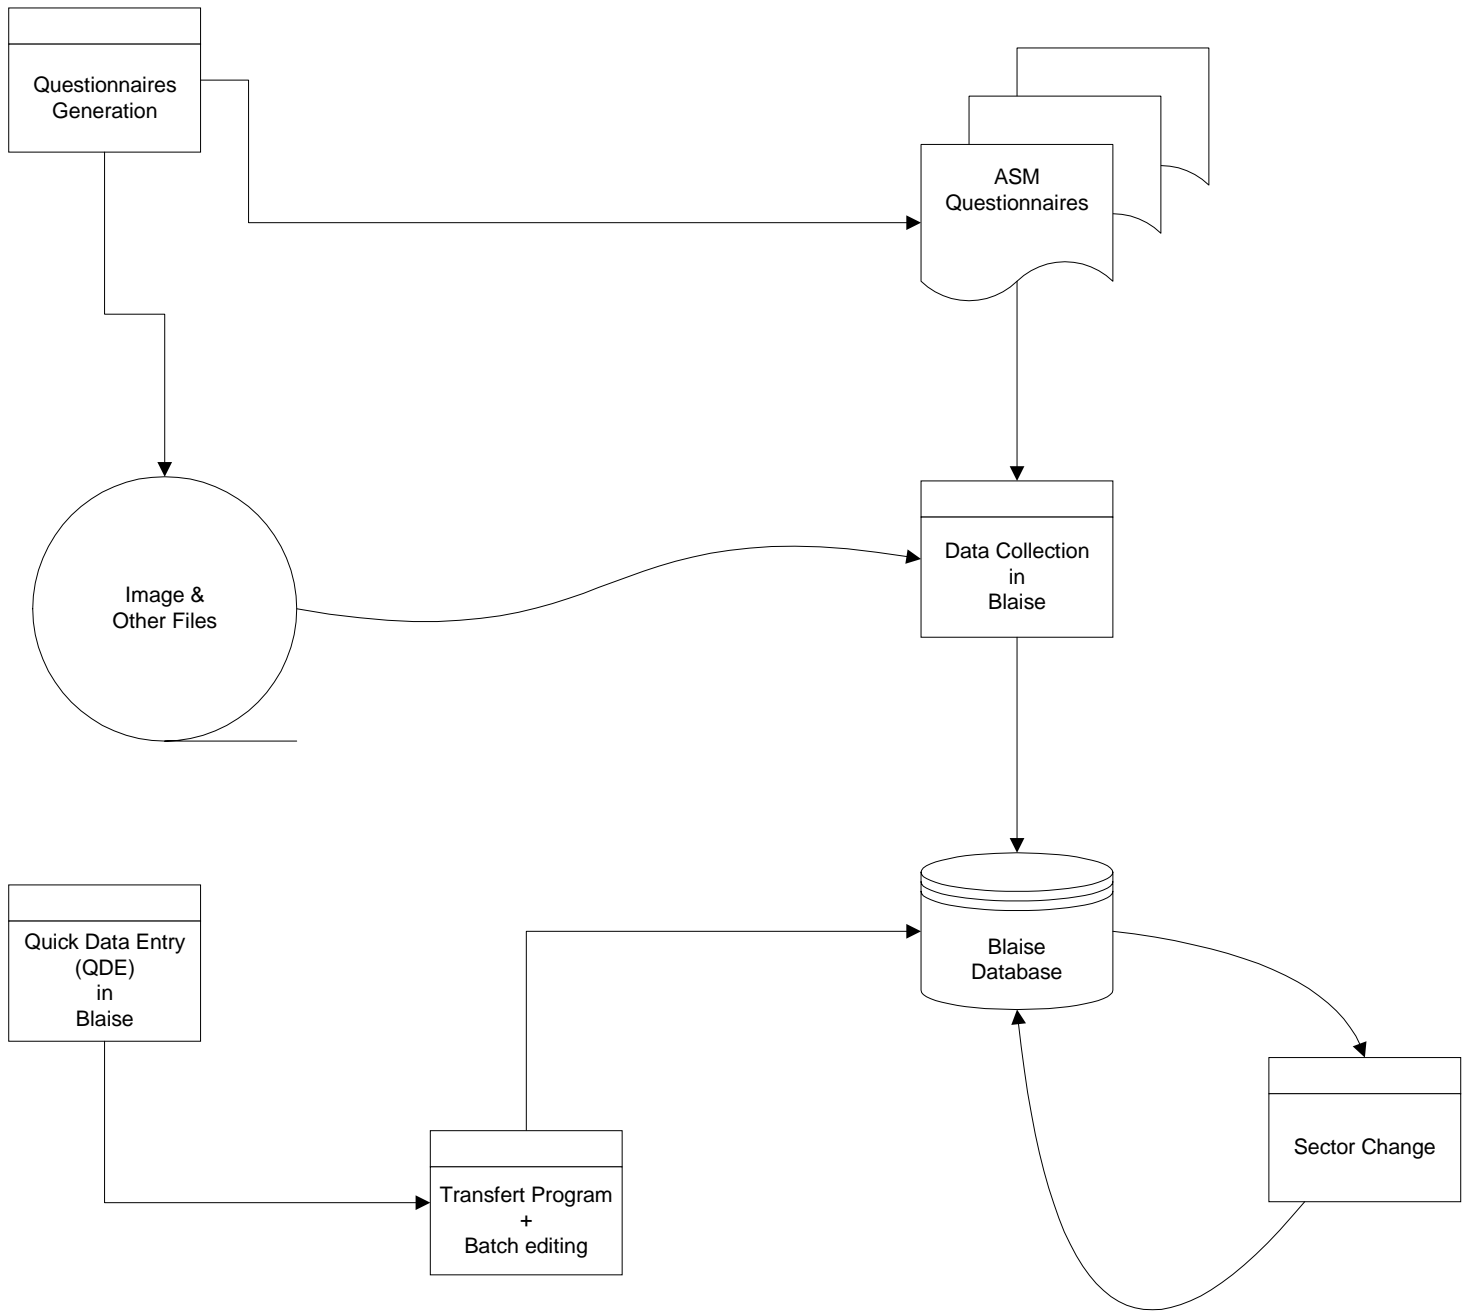 Questionnaires
Generation
ASM
Questionnaires
Data Collection
in
Blaise
Image &
Other Files
Quick Data Entry
(QDE)
in
Blaise
Blaise
Database
Sector Change
Transfert Program
+
Batch editing